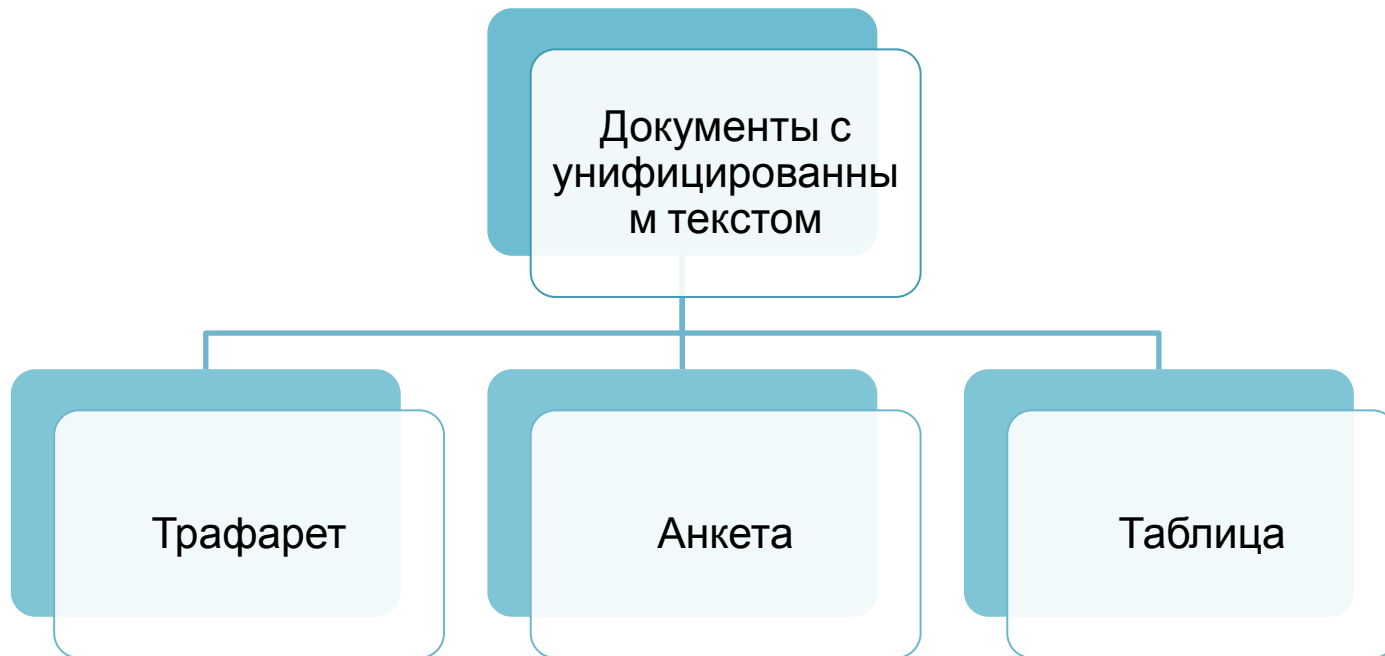 Документы с
унифицированны
м текстом
Трафарет
Анкета
Таблица